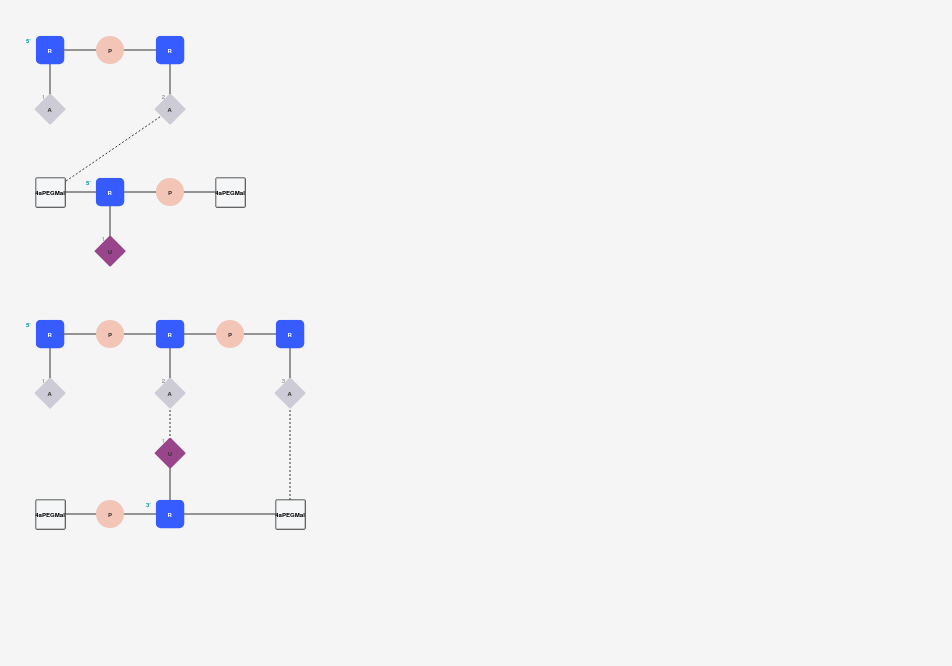 5' R P R
1 A 2 A
4aPEGMal 5' R P 4aPEGMal
1 U
5' R P R P R
1 A 2 A 3 A
1 U
4aPEGMal P 3' R 4aPEGMal